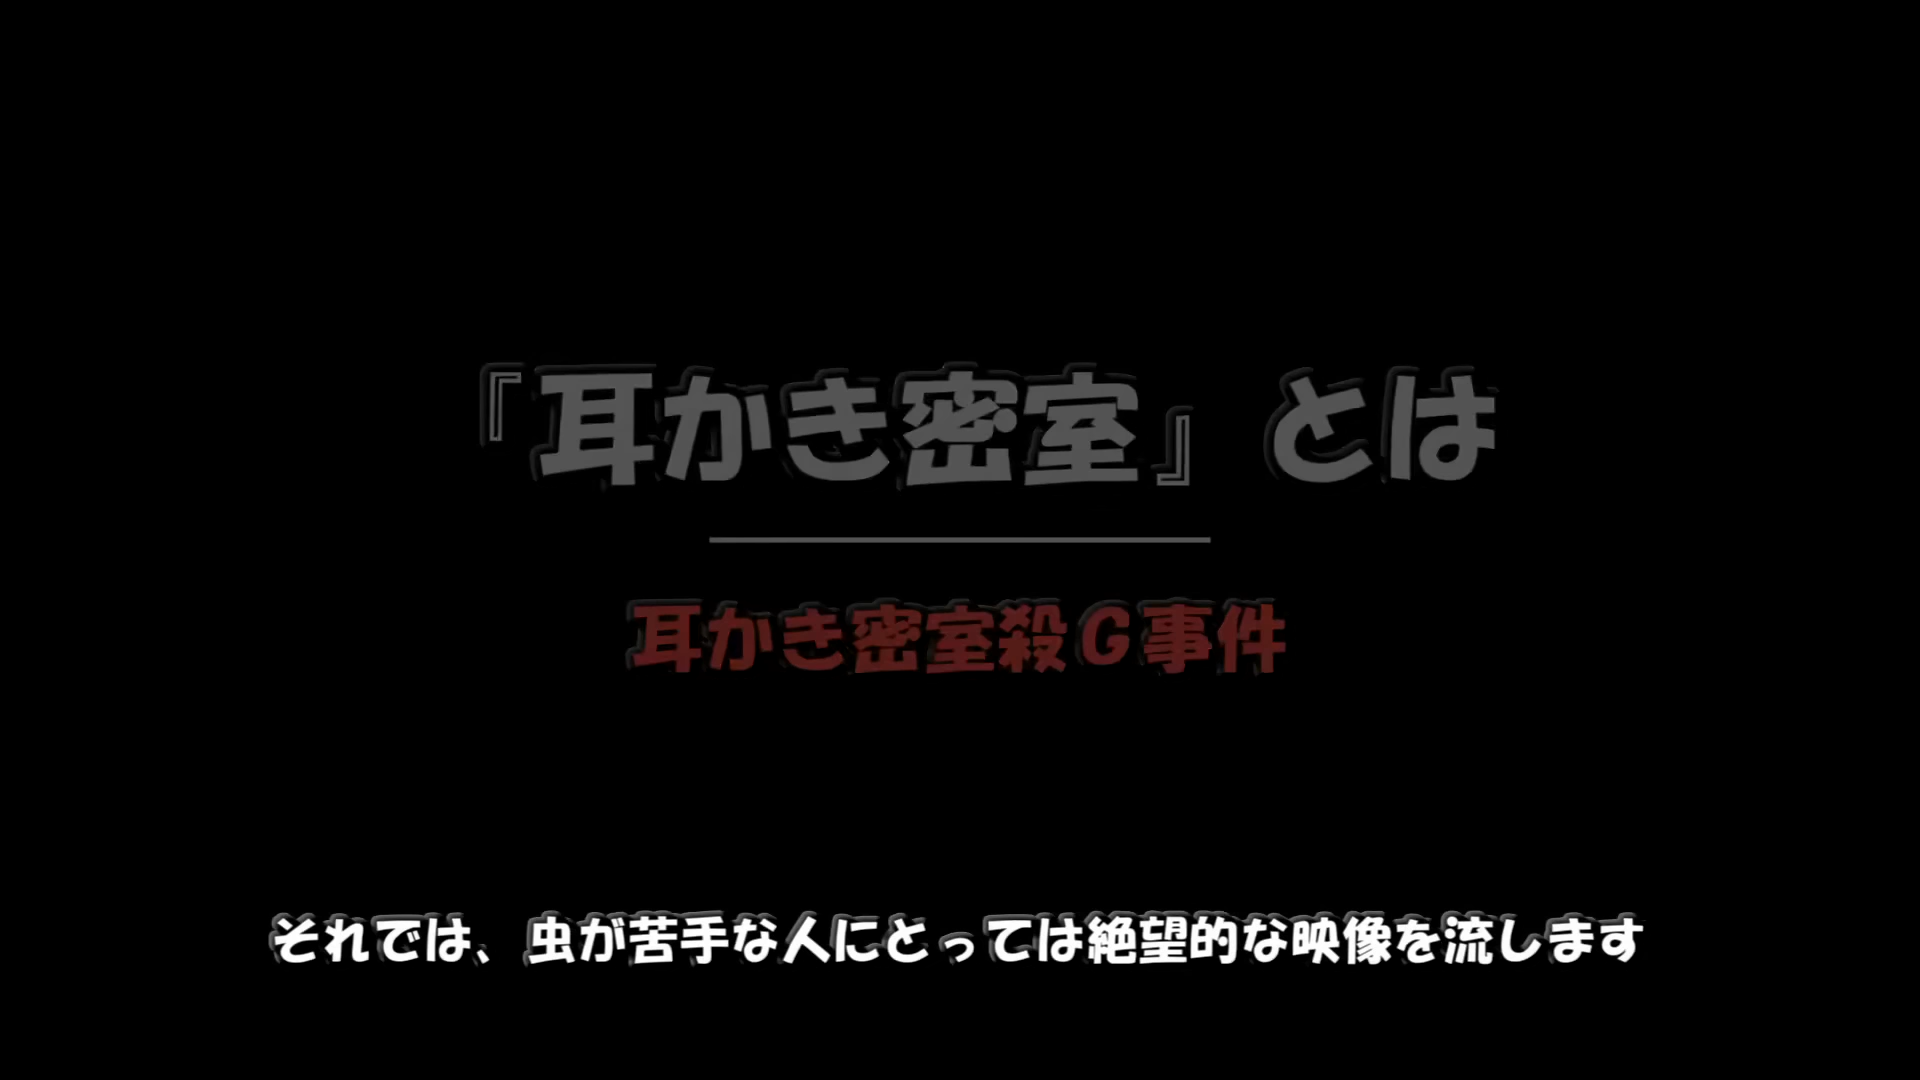 『耳かき密室』とは
耳かき密室殺G事件
それでは、虫が苦手な人にとっては絶望的な映像を流します